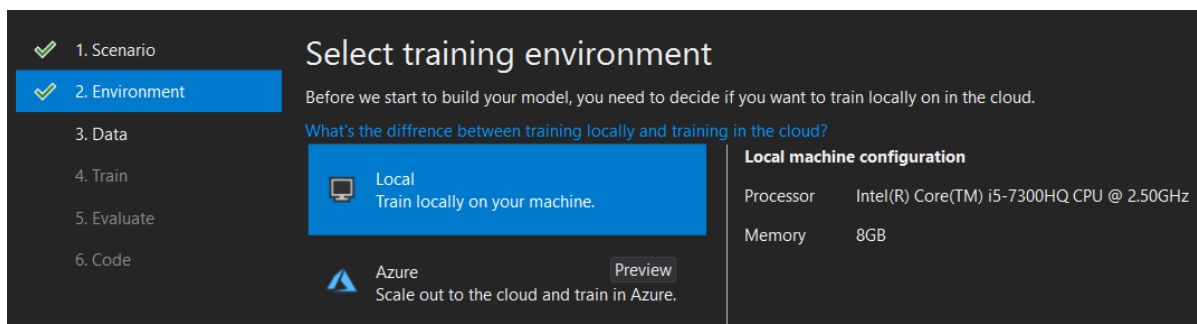 1. Scenario
2. Environment
3. Data
4. Train
5. Evaluate
6. Code
Select training environment
Before we start to build your model, you need to decide if you want to train locally on in the cloud.
What's the diffrence between training locally and training in the cloud?
Local
Train locally on your machine.
Azure
Preview
Scale out to the cloud and train in Azure.
Local machine configuration
Processor Intel(R) Core(TM) i5-7300HQ CPU @ 2.50GHz
Memory 8GB